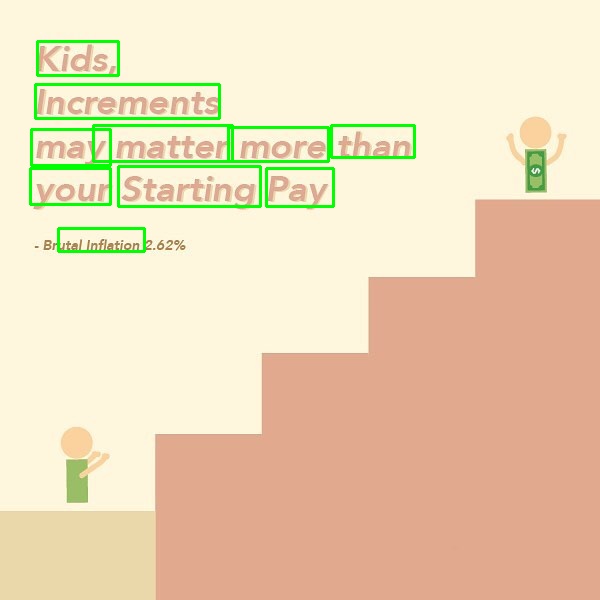 Kids,
Increments
may matter more than
your Starting Pay
- Brutal Inflation 2.62%
$